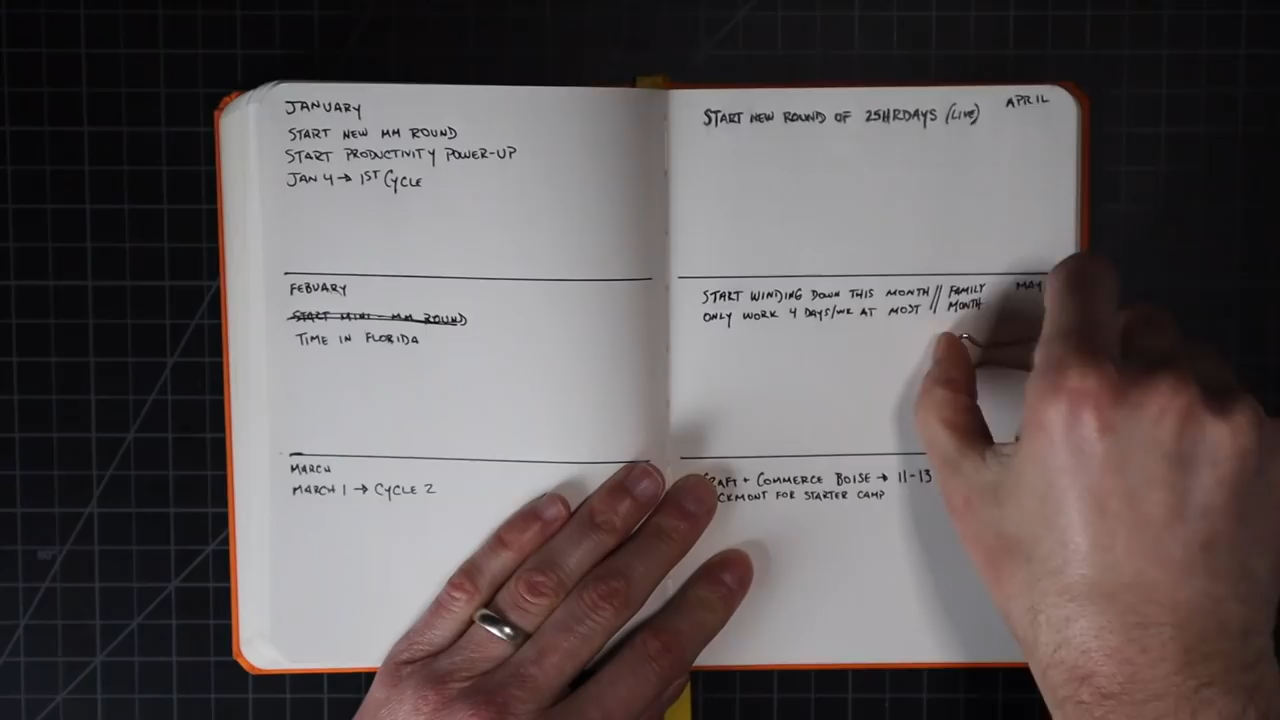 JANUARY
START NEW MM ROUND
START PRODUCTIVITY POWER-UP
JAN 4 → 1ST CYCLE
FEBUARY
START MINI - MM ROUND
TIME IN FLORIDA
MARCH
MARCH 1 → CYCLE 2
APRIL
START NEW ROUND OF 25HRDAYS (LIVE)
MAY
START WINDING DOWN THIS MONTH // FAMILY
ONLY WORK 4 DAYS/WK AT MOST // MONTH
+ COMMERCE BOISE → 11-13
FOR STARTER CAMP